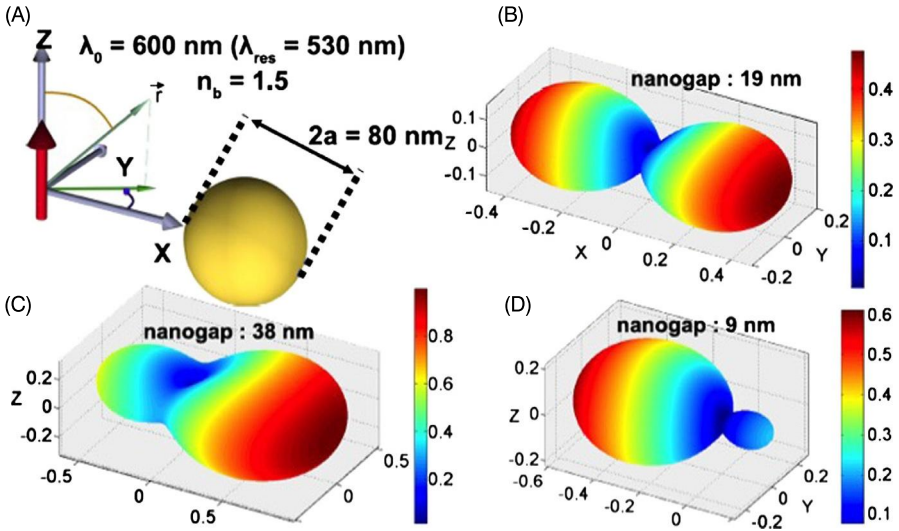 (A)
Z
λ0 = 600 nm (λres = 530 nm)
nb = 1.5
r
2a = 80 nm
Y
X
(B)
nanogap : 19 nm
0.1
0
-0.1
Z
-0.4
-0.2
0
0.2
0.4
X
0.2
0
-0.2
Y
0.4
0.3
0.2
0.1
(C)
nanogap : 38 nm
0.2
0
-0.2
Z
-0.5
0
0.5
0.5
0
0.8
0.6
0.4
0.2
(D)
nanogap : 9 nm
0.2
0
-0.2
Z
-0.6
-0.4
-0.2
0
0.2
0
-0.2
Y
0.6
0.5
0.4
0.3
0.2
0.1